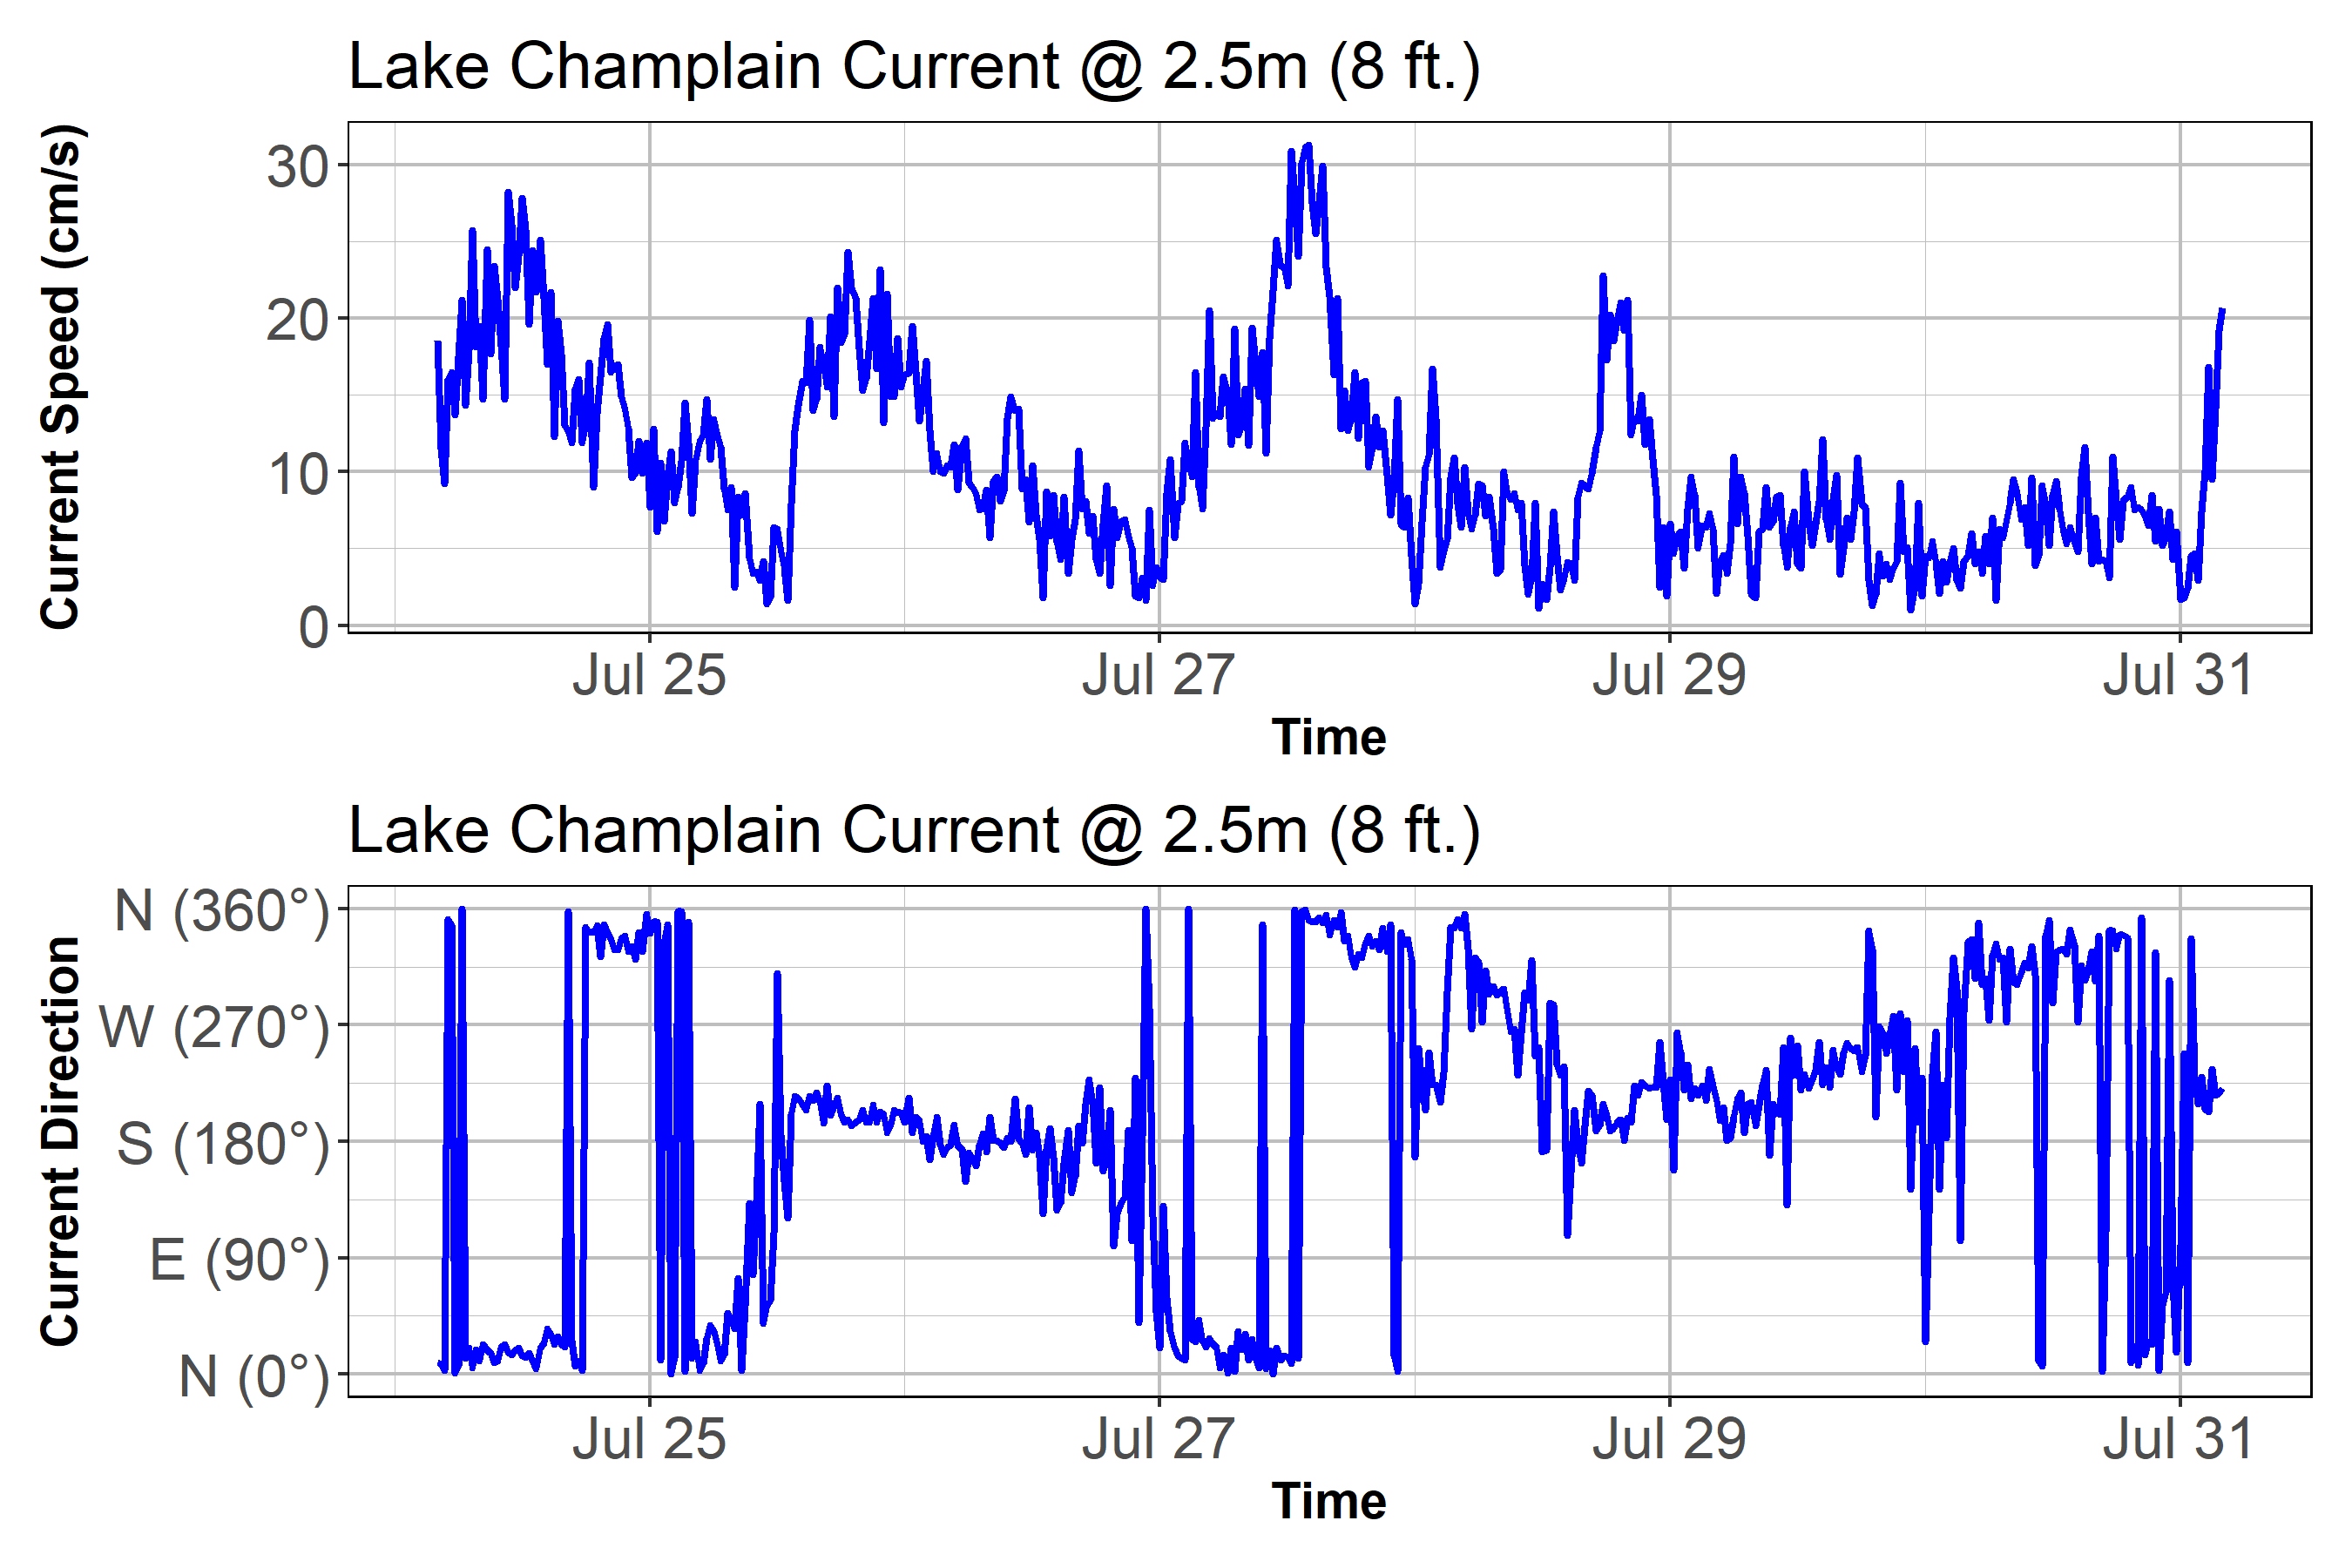 Lake Champlain Current @ 2.5m (8 ft.)
Current Speed (cm/s)
30
20
10
0
Jul 25 Jul 27 Jul 29 Jul 31
Time
Lake Champlain Current @ 2.5m (8 ft.)
Current Direction
N (360°)
W (270°)
S (180°)
E (90°)
N (0°)
Jul 25 Jul 27 Jul 29 Jul 31
Time